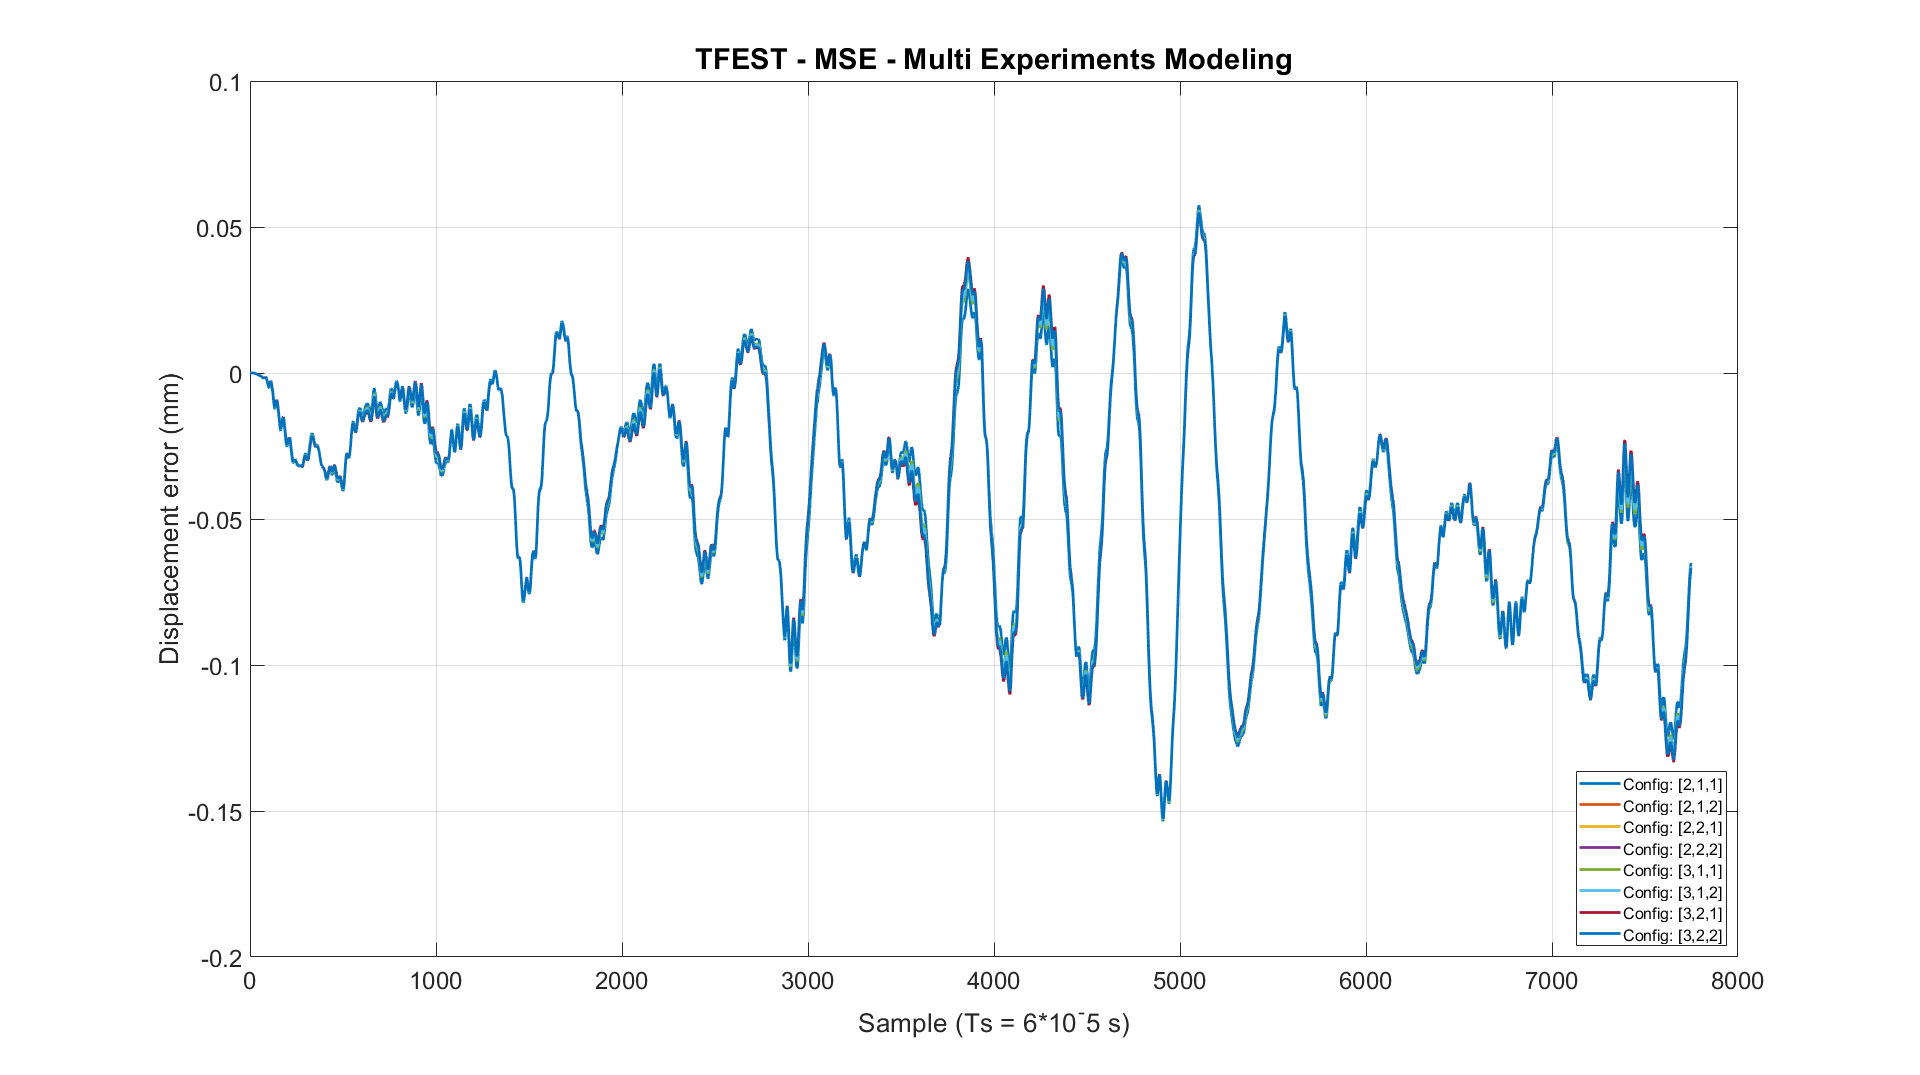 TFEST - MSE - Multi Experiments Modeling
0.1
0.05
0
-0.05
-0.1
-0.15
-0.2
Displacement error (mm)
0 1000 2000 3000 4000 5000 6000 7000 8000
Sample (Ts = 6*10⁻5 s)
Config: [2,1,1]
Config: [2,1,2]
Config: [2,2,1]
Config: [2,2,2]
Config: [3,1,1]
Config: [3,1,2]
Config: [3,2,1]
Config: [3,2,2]